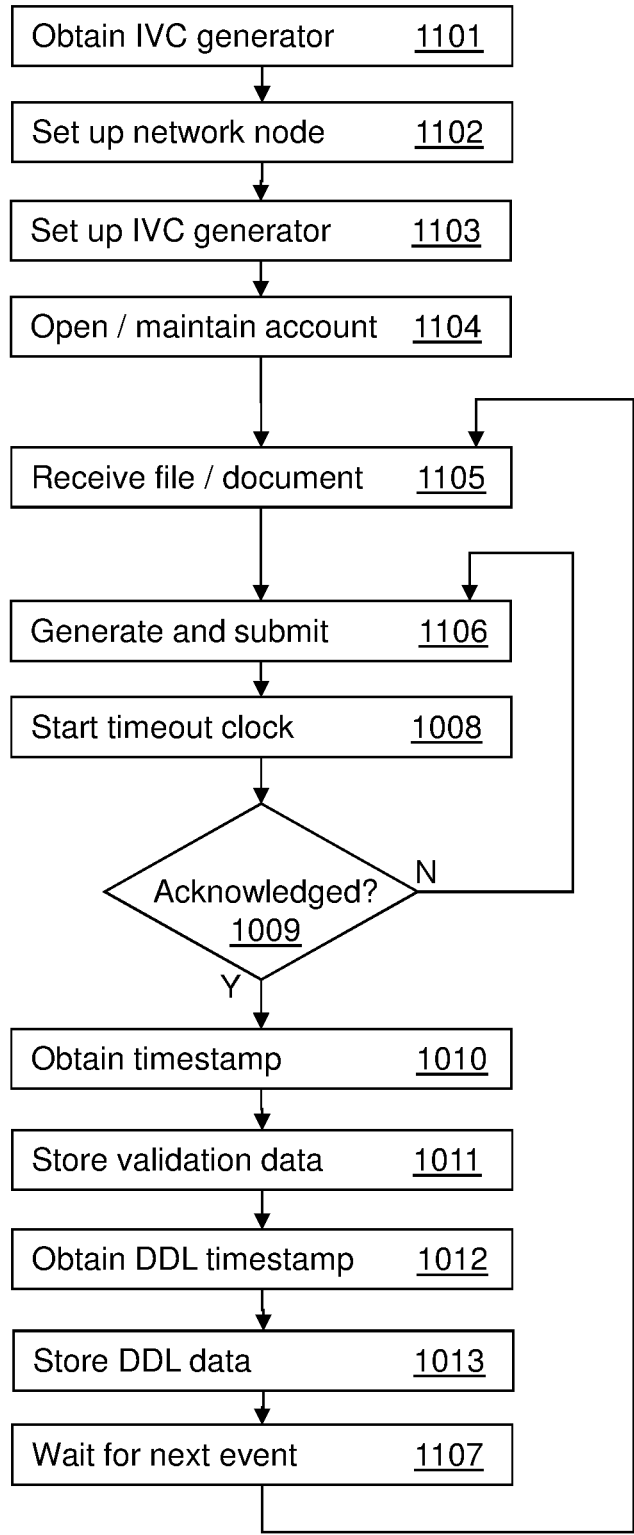 Obtain IVC generator 1101
Set up network node 1102
Set up IVC generator 1103
Open / maintain account 1104
Receive file / document 1105
Generate and submit 1106
Start timeout clock 1008
Acknowledged? N
1009
Y
Obtain timestamp 1010
Store validation data 1011
Obtain DDL timestamp 1012
Store DDL data 1013
Wait for next event 1107